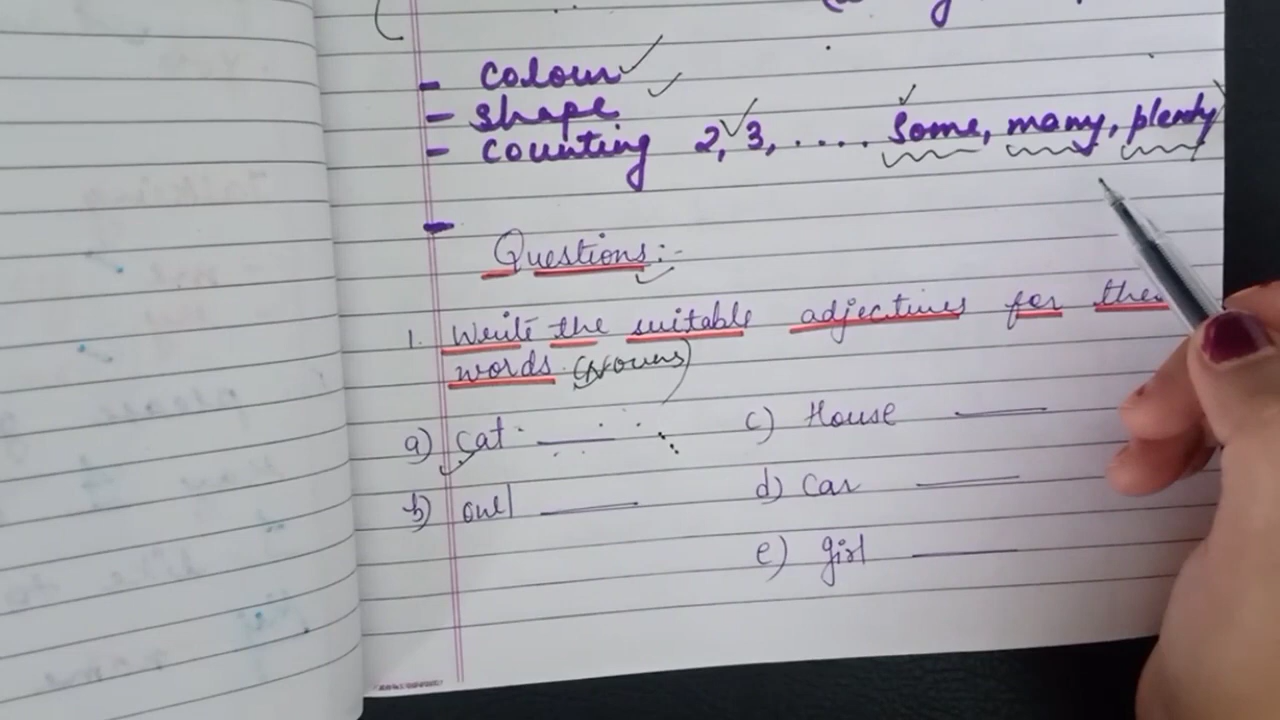 - colour
- shape
- counting 2, 3, .... some, many, plenty
-
Questions:-
1. Write the suitable adjectives for the
words. (Nouns)
a) cat
c) House
b) owl
d) Car
e) girl